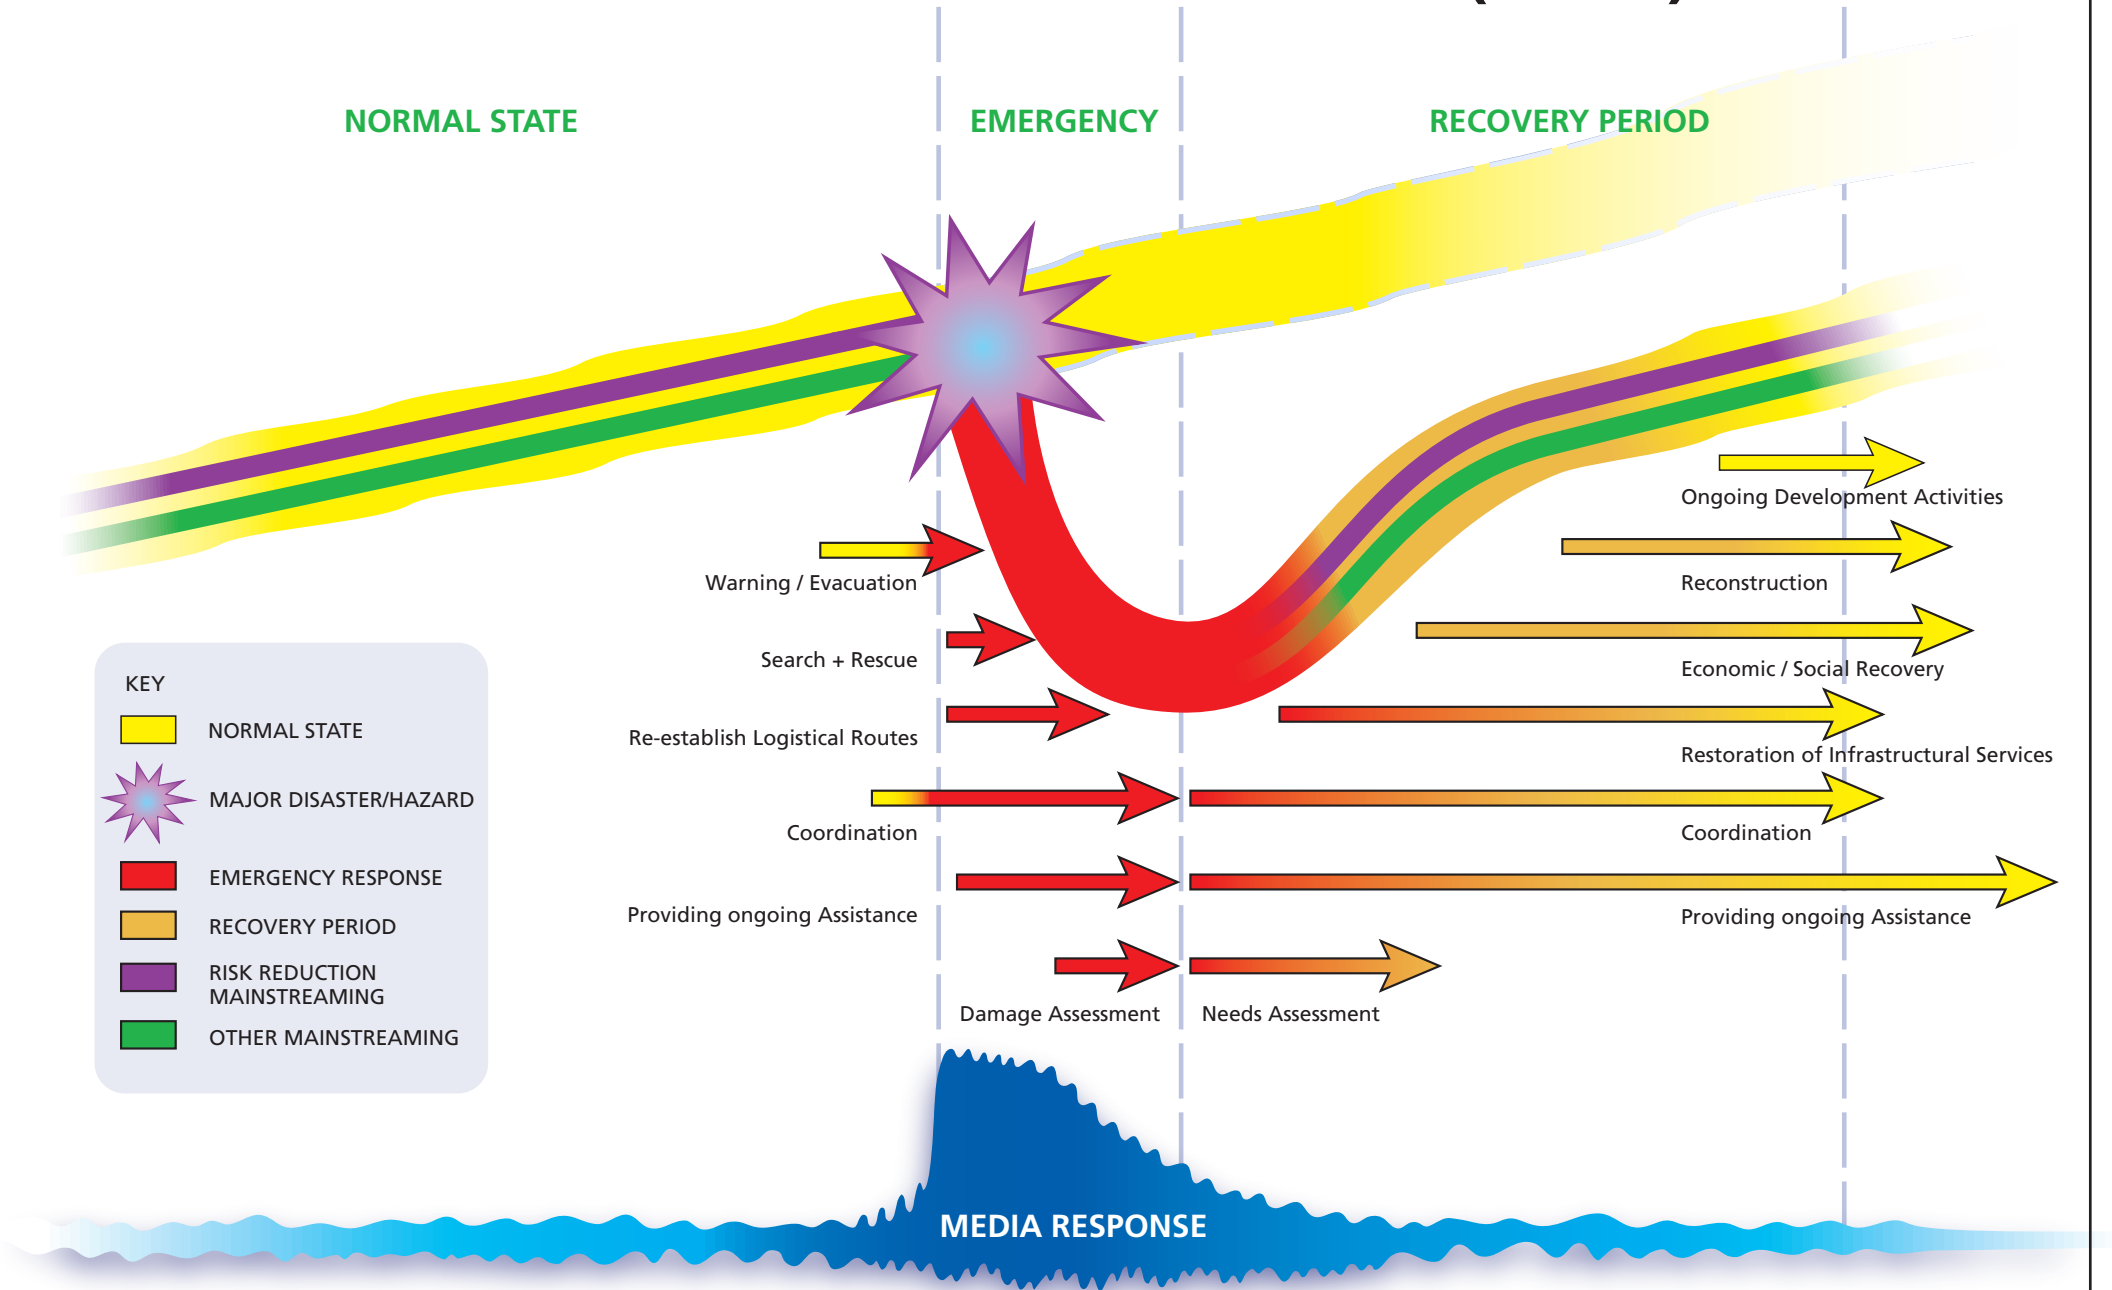 NORMAL STATE
EMERGENCY
RECOVERY PERIOD
Ongoing Development Activities
Warning / Evacuation
Reconstruction
Search + Rescue
Economic / Social Recovery
Re-establish Logistical Routes
Restoration of Infrastructural Services
Coordination
Coordination
Providing ongoing Assistance
Providing ongoing Assistance
Damage Assessment
Needs Assessment
KEY
NORMAL STATE
MAJOR DISASTER/HAZARD
EMERGENCY RESPONSE
RECOVERY PERIOD
RISK REDUCTION
MAINSTREAMING
OTHER MAINSTREAMING
MEDIA RESPONSE